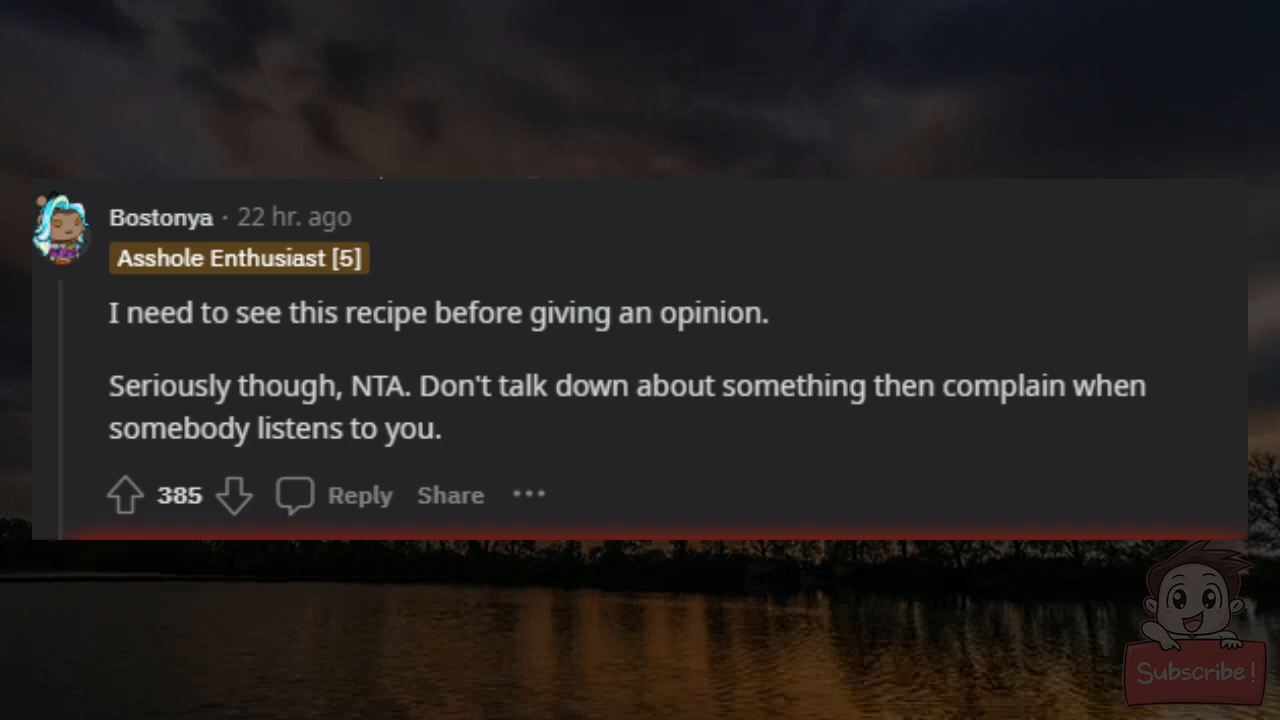 Bostonya · 22 hr. ago
Asshole Enthusiast [5]
I need to see this recipe before giving an opinion.
Seriously though, NTA. Don't talk down about something then complain when
somebody listens to you.
385 Reply Share ···
Subscribe!